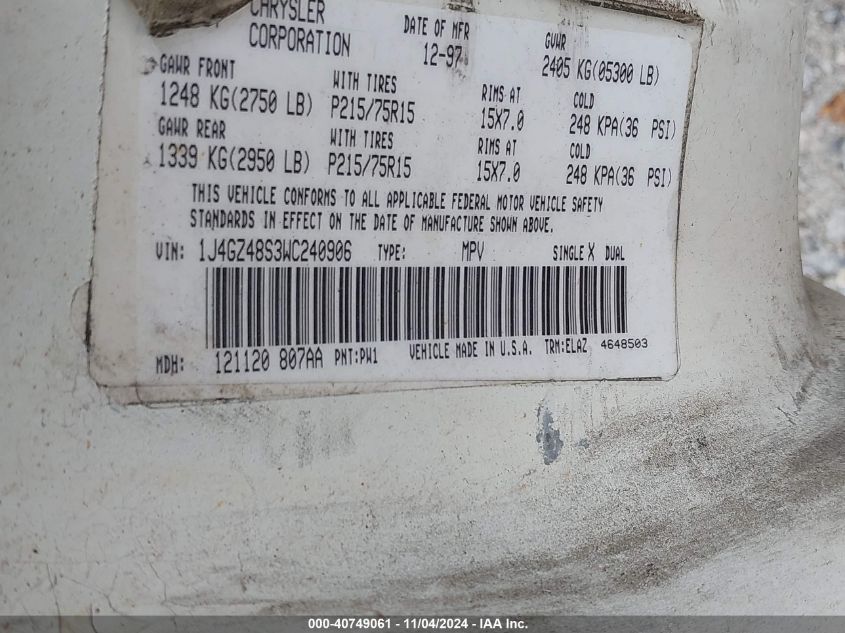 CHRYSLER CORPORATION DATE OF MFR 12-97 GVWR 2405 KG(05300 LB)
GAWR FRONT WITH TIRES RIMS AT COLD
1248 KG(2750 LB) P215/75R15 15X7.0 248 KPA(36 PSI)
GAWR REAR WITH TIRES RIMS AT COLD
1339 KG(2950 LB) P215/75R15 15X7.0 248 KPA(36 PSI)
THIS VEHICLE CONFORMS TO ALL APPLICABLE FEDERAL MOTOR VEHICLE SAFETY
STANDARDS IN EFFECT ON THE DATE OF MANUFACTURE SHOWN ABOVE.
VIN: 1J4GZ48S3WC240906 TYPE: MPV SINGLE X DUAL
MDH: 121120 807AA PNT:PW1 VEHICLE MADE IN U.S.A. TRM:ELAZ 4648503
000-40749061 - 11/04/2024 - IAA Inc.